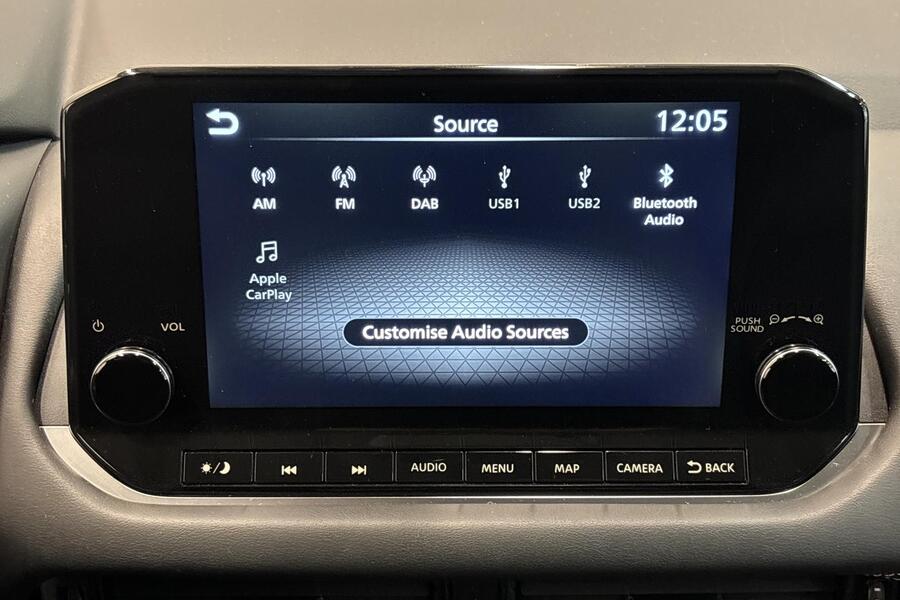 Source
12:05
AM
FM
DAB
USB1
USB2
Bluetooth
Audio
Apple
CarPlay
Customise Audio Sources
VOL
PUSH
SOUND
AUDIO
MENU
MAP
CAMERA
BACK